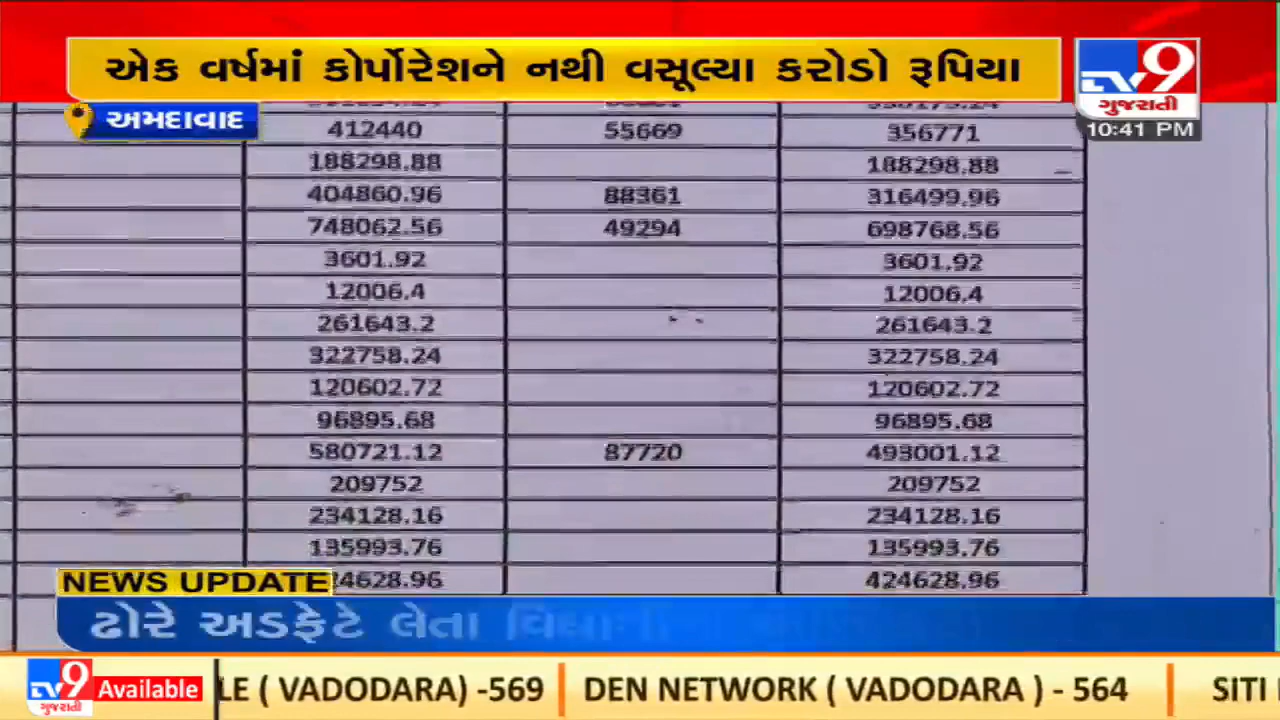 એક વર્ષમાં કોર્પોરેશને નથી વસૂલ્યા કરોડો રૂપિયા
TV9
ગુજરાતી
10:41 PM
અમદાવાદ
412440 55669 356771
188298.88 188298.88
404860.96 88361 316499.96
748062.56 49294 698768.56
3601.92 3601.92
12006.4 12006.4
261643.2 261643.2
322758.24 322758.24
120602.72 120602.72
96895.68 96895.68
580721.12 87720 493001.12
209752 209752
234128.16 234128.16
135993.76 135993.76
24628.96 424628.96
NEWS UPDATE
ઢોરે અડફેટે લેતા
TV9
ગુજરાતી
Available
LE ( VADODARA) -569 | DEN NETWORK ( VADODARA ) - 564 | SITI